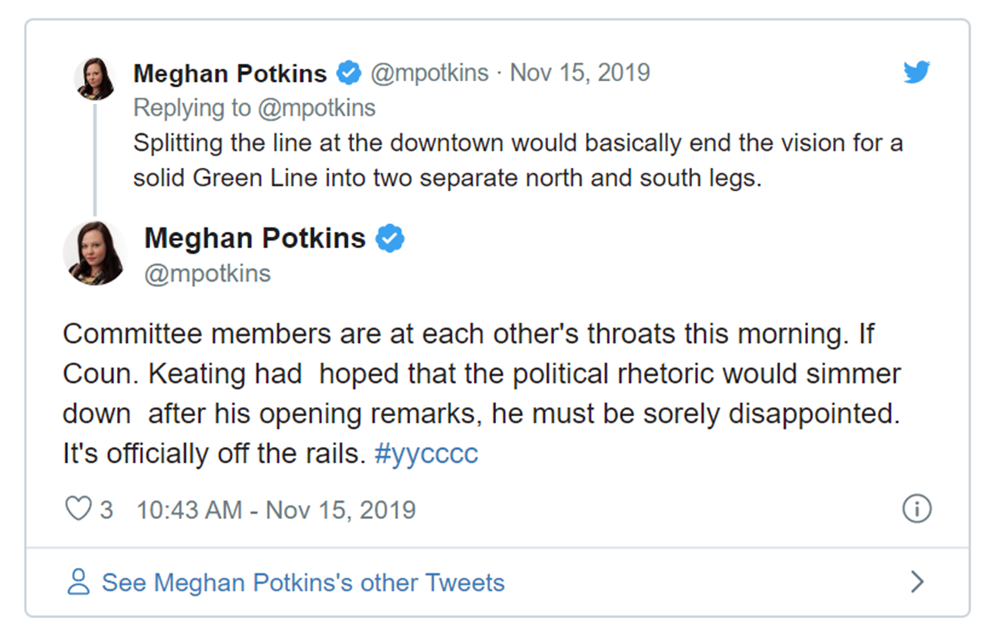 Meghan Potkins @mpotkins · Nov 15, 2019
Replying to @mpotkins
Splitting the line at the downtown would basically end the vision for a
solid Green Line into two separate north and south legs.
Meghan Potkins
@mpotkins
Committee members are at each other's throats this morning. If
Coun. Keating had  hoped that the political rhetoric would simmer
down  after his opening remarks, he must be sorely disappointed.
It's officially off the rails. #yycccc
3 10:43 AM - Nov 15, 2019
See Meghan Potkins's other Tweets